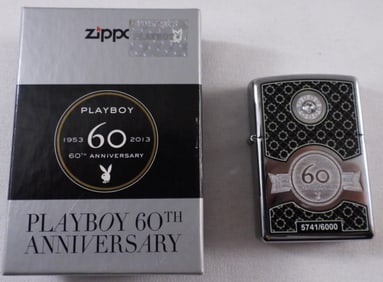 zippo
PLAYBOY
1953 60 2013
60TH ANNIVERSARY
PLAYBOY 60TH
ANNIVERSARY
60
5741/6000